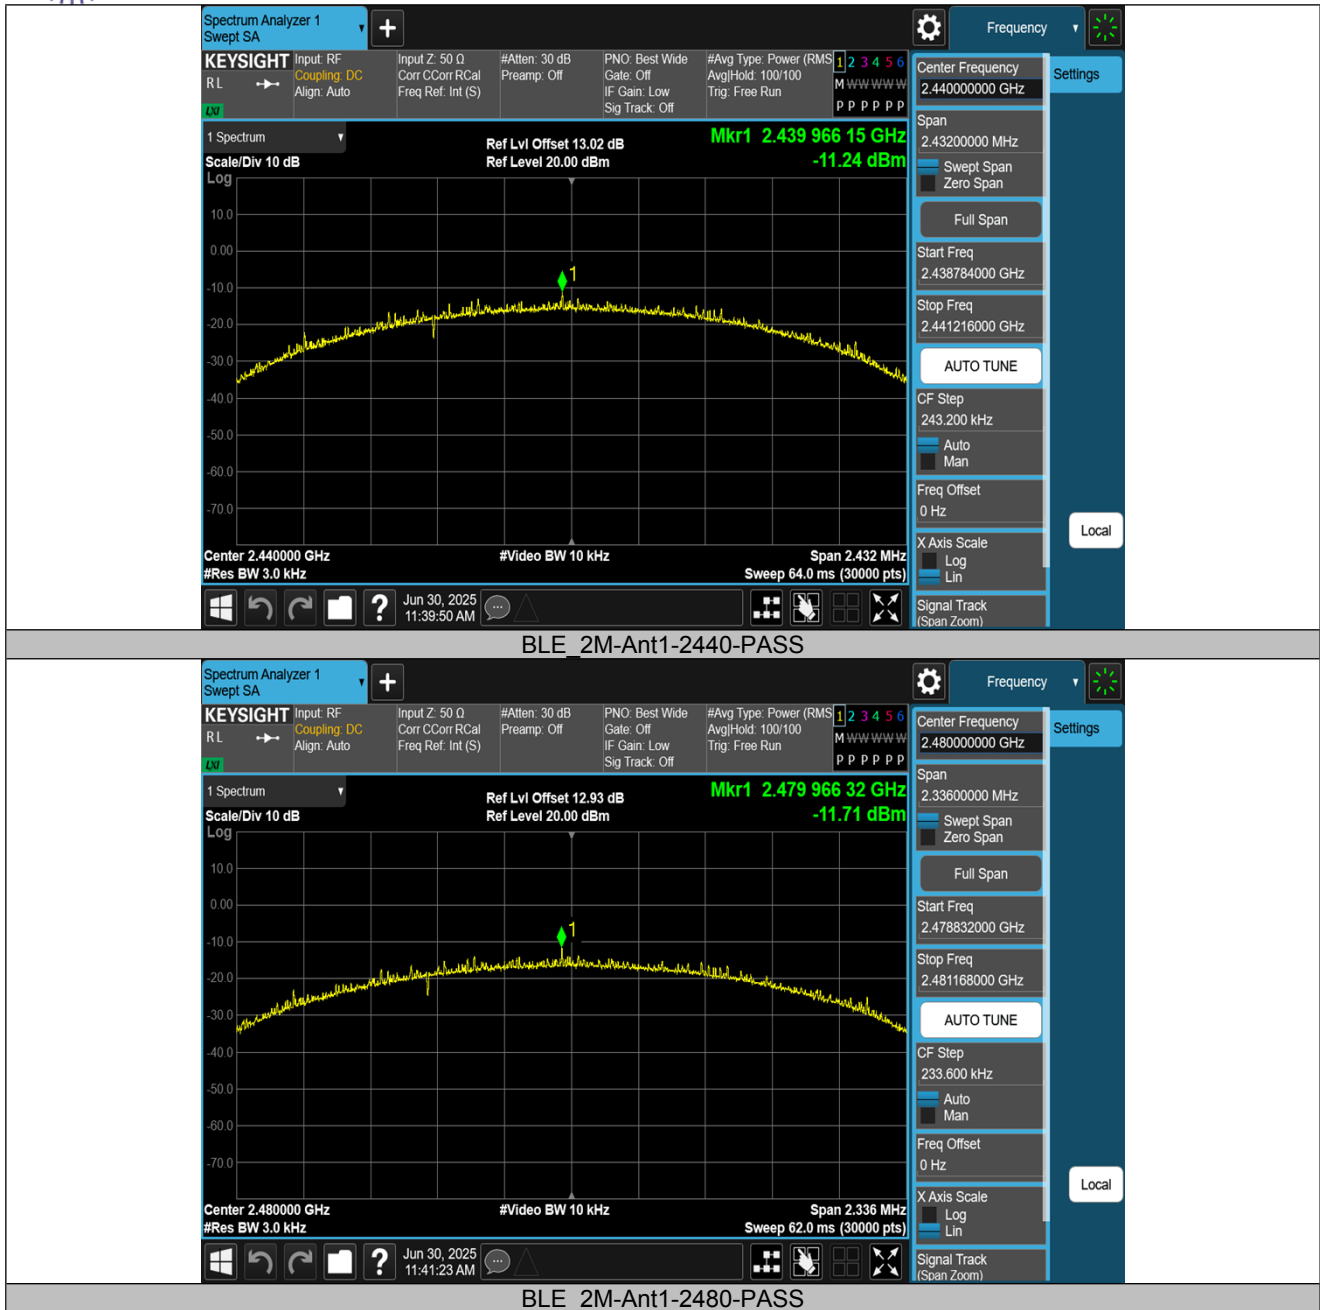 Spectrum Analyzer 1
Swept SA
Frequency
KEYSIGHT
RL
LXI
Input: RF
Coupling: DC
Align: Auto
Input Z: 50 Ω
Corr CCorr RCal
Freq Ref: Int (S)
#Atten: 30 dB
Preamp: Off
PNO: Best Wide
Gate: Off
IF Gain: Low
Sig Track: Off
#Avg Type: Power (RMS
Avg|Hold: 100/100
Trig: Free Run
1 2 3 4 5 6
M W W W W W
P P P P P P
Center Frequency
2.440000000 GHz
Settings
Span
2.43200000 MHz
Swept Span
Zero Span
Full Span
Start Freq
2.438784000 GHz
Stop Freq
2.441216000 GHz
AUTO TUNE
CF Step
243.200 kHz
Auto
Man
Freq Offset
0 Hz
X Axis Scale
Log
Lin
Signal Track
(Span Zoom)
Local
1 Spectrum
Scale/Div 10 dB
Ref Lvl Offset 13.02 dB
Ref Level 20.00 dBm
Mkr1 2.439 966 15 GHz
-11.24 dBm
Log
10.0
0.00
-10.0
-20.0
-30.0
-40.0
-50.0
-60.0
-70.0
1
Center 2.440000 GHz
#Video BW 10 kHz
Span 2.432 MHz
#Res BW 3.0 kHz
Sweep 64.0 ms (30000 pts)
?
Jun 30, 2025
11:39:50 AM
BLE_2M-Ant1-2440-PASS
Spectrum Analyzer 1
Swept SA
Frequency
KEYSIGHT
RL
LXI
Input: RF
Coupling: DC
Align: Auto
Input Z: 50 Ω
Corr CCorr RCal
Freq Ref: Int (S)
#Atten: 30 dB
Preamp: Off
PNO: Best Wide
Gate: Off
IF Gain: Low
Sig Track: Off
#Avg Type: Power (RMS
Avg|Hold: 100/100
Trig: Free Run
1 2 3 4 5 6
M W W W W W
P P P P P P
Center Frequency
2.480000000 GHz
Settings
Span
2.33600000 MHz
Swept Span
Zero Span
Full Span
Start Freq
2.478832000 GHz
Stop Freq
2.481168000 GHz
AUTO TUNE
CF Step
233.600 kHz
Auto
Man
Freq Offset
0 Hz
X Axis Scale
Log
Lin
Signal Track
(Span Zoom)
Local
1 Spectrum
Scale/Div 10 dB
Ref Lvl Offset 12.93 dB
Ref Level 20.00 dBm
Mkr1 2.479 966 32 GHz
-11.71 dBm
Log
10.0
0.00
-10.0
-20.0
-30.0
-40.0
-50.0
-60.0
-70.0
1
Center 2.480000 GHz
#Video BW 10 kHz
Span 2.336 MHz
#Res BW 3.0 kHz
Sweep 62.0 ms (30000 pts)
?
Jun 30, 2025
11:41:23 AM
BLE_2M-Ant1-2480-PASS